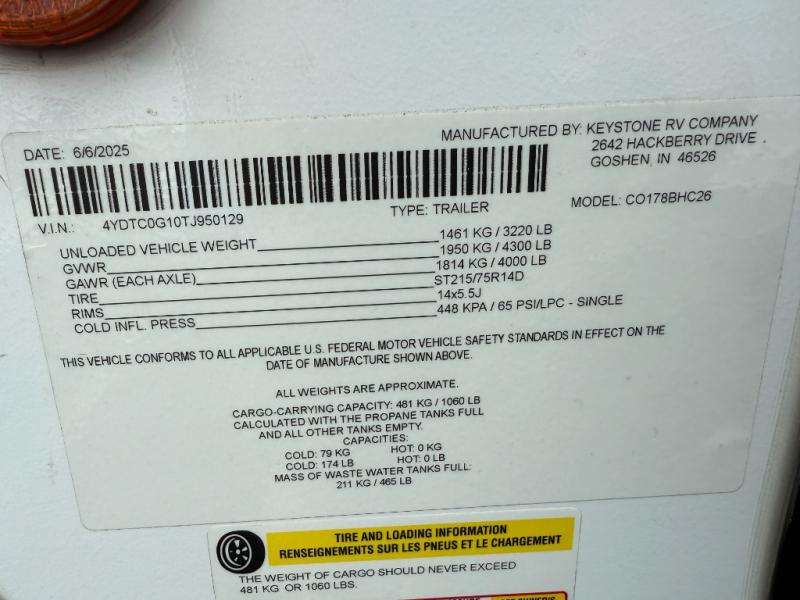 DATE: 6/6/2025
MANUFACTURED BY: KEYSTONE RV COMPANY
2642 HACKBERRY DRIVE
GOSHEN, IN 46526
V.I.N.: 4YDTC0G10TJ950129
TYPE: TRAILER
MODEL: CO178BHC26
UNLOADED VEHICLE WEIGHT 1461 KG / 3220 LB
GVWR 1950 KG / 4300 LB
GAWR (EACH AXLE) 1814 KG / 4000 LB
TIRE ST215/75R14D
RIMS 14x5.5J
COLD INFL. PRESS 448 KPA / 65 PSI/LPC - SINGLE
THIS VEHICLE CONFORMS TO ALL APPLICABLE U.S. FEDERAL MOTOR VEHICLE SAFETY STANDARDS IN EFFECT ON THE
DATE OF MANUFACTURE SHOWN ABOVE.
ALL WEIGHTS ARE APPROXIMATE.
CARGO-CARRYING CAPACITY: 481 KG / 1060 LB
CALCULATED WITH THE PROPANE TANKS FULL
AND ALL OTHER TANKS EMPTY.
CAPACITIES:
COLD: 79 KG HOT: 0 KG
COLD: 174 LB HOT: 0 LB
MASS OF WASTE WATER TANKS FULL:
211 KG / 465 LB
TIRE AND LOADING INFORMATION
RENSEIGNEMENTS SUR LES PNEUS ET LE CHARGEMENT
THE WEIGHT OF CARGO SHOULD NEVER EXCEED
481 KG OR 1060 LBS.